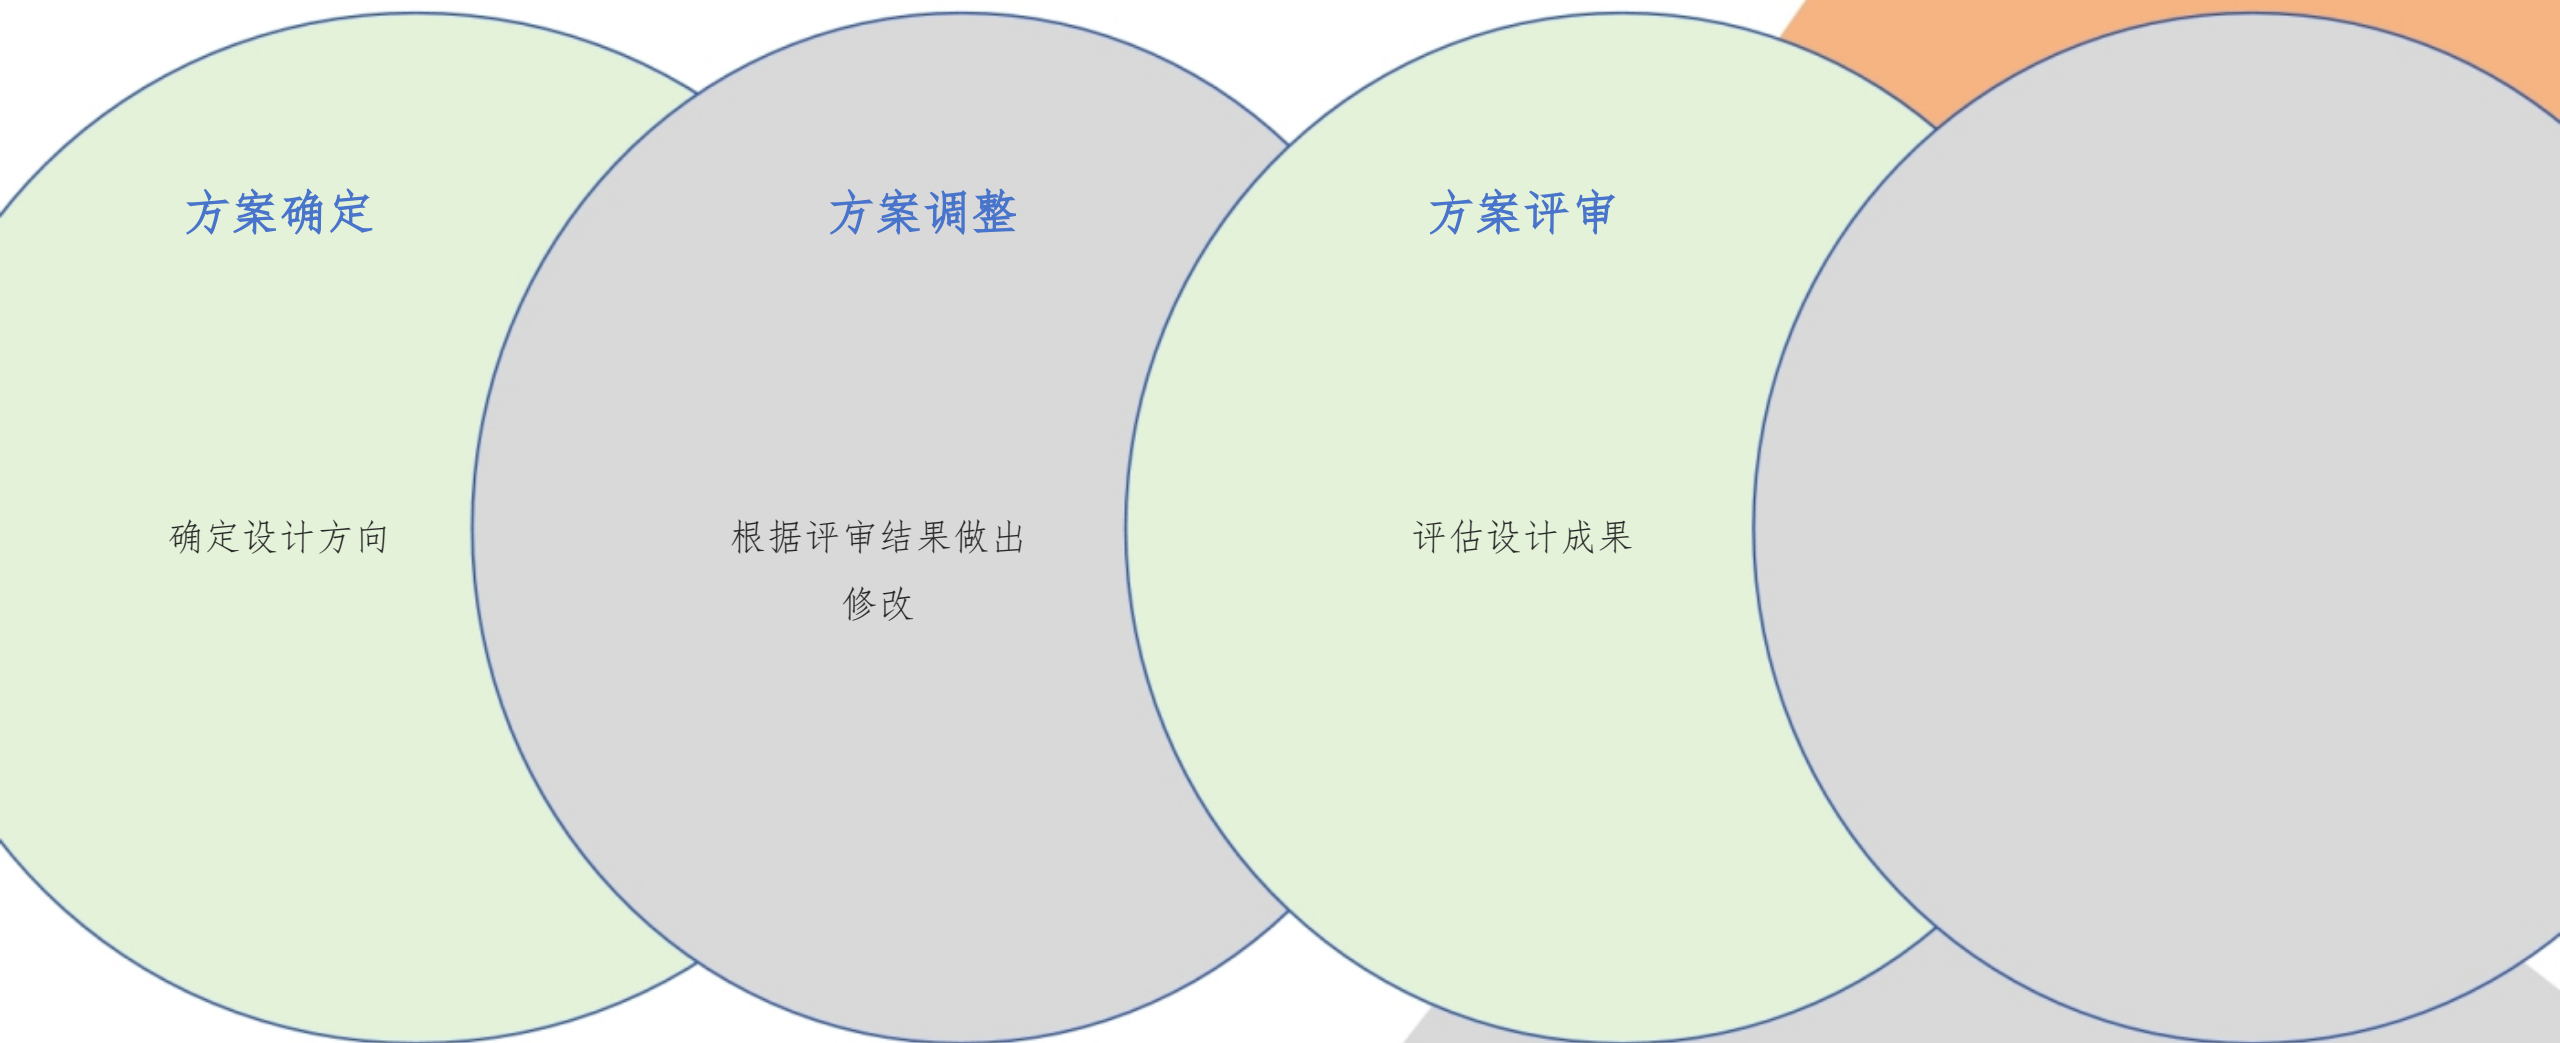 方案确定
确定设计方向
方案调整
根据评审结果做出
修改
方案评审
评估设计成果